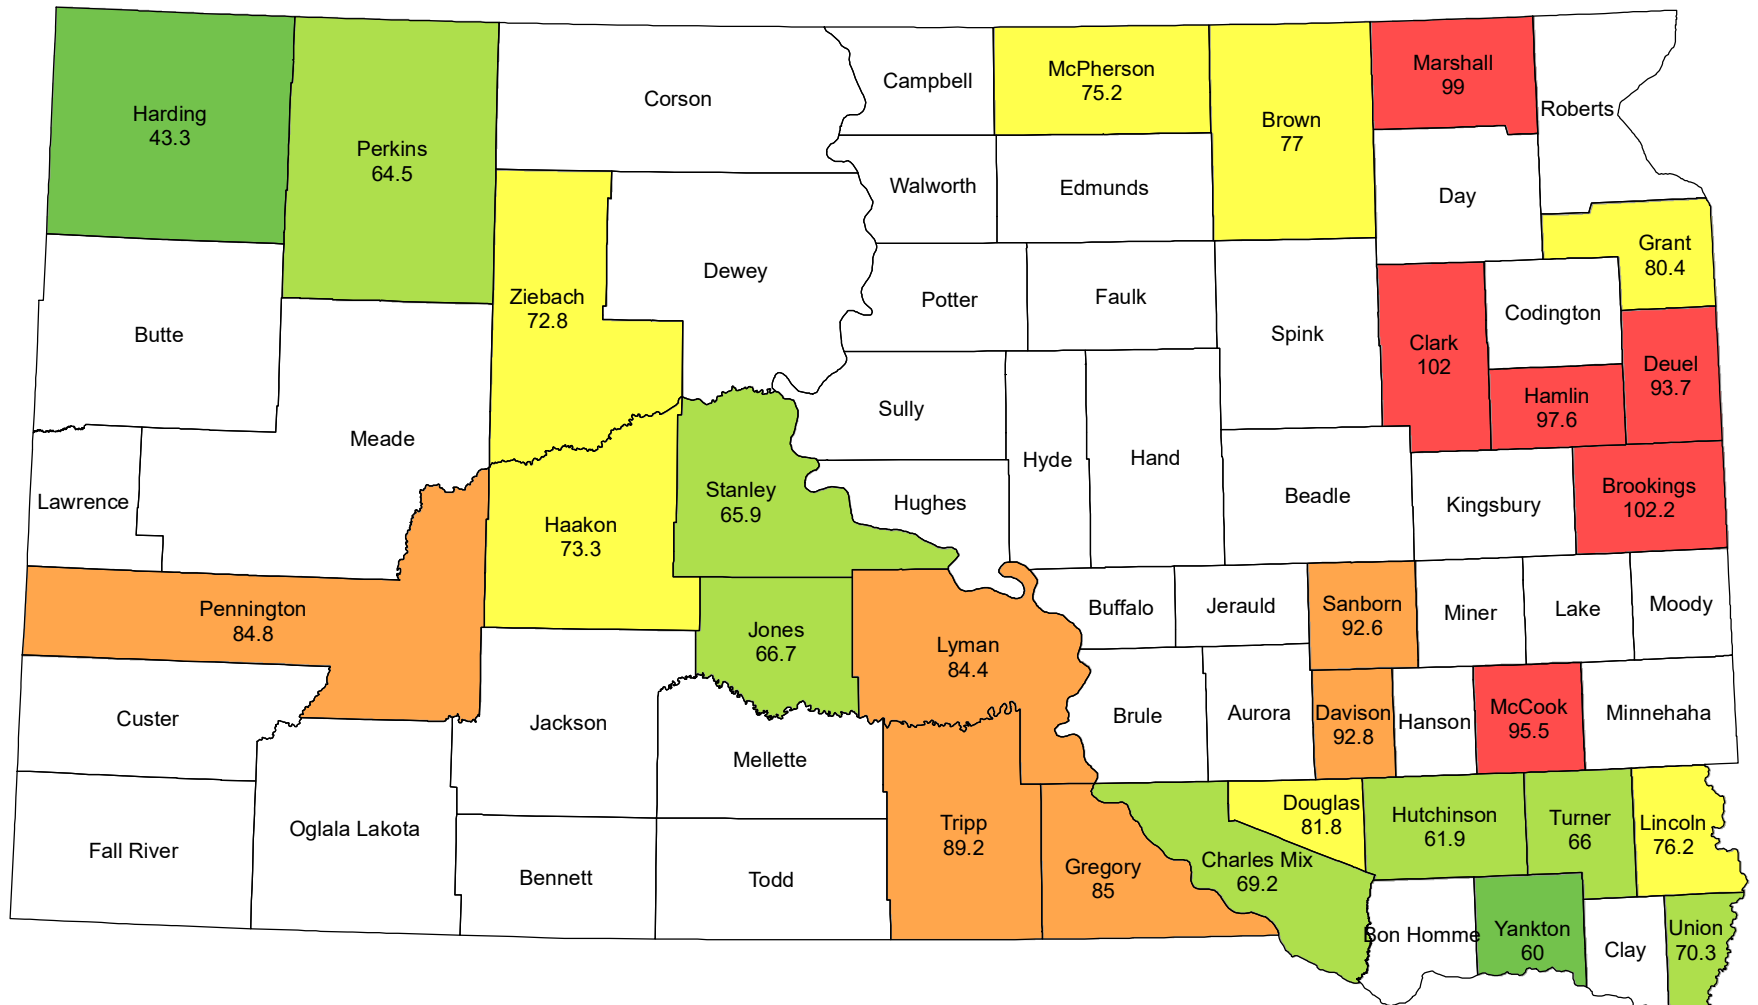 Harding
43.3
Perkins
64.5
Corson
Campbell
McPherson
75.2
Brown
77
Marshall
99
Roberts
Walworth
Edmunds
Day
Grant
80.4
Butte
Ziebach
72.8
Dewey
Potter
Faulk
Spink
Clark
102
Codington
Deuel
93.7
Hamlin
97.6
Meade
Sully
Hyde
Hand
Lawrence
Haakon
73.3
Stanley
65.9
Hughes
Beadle
Kingsbury
Brookings
102.2
Pennington
84.8
Jones
66.7
Lyman
84.4
Buffalo
Jerauld
Sanborn
92.6
Miner
Lake
Moody
Custer
Jackson
Mellette
Brule
Aurora
Davison
92.8
Hanson
McCook
95.5
Minnehaha
Fall River
Oglala Lakota
Bennett
Todd
Tripp
89.2
Gregory
85
Charles Mix
69.2
Douglas
81.8
Hutchinson
61.9
Turner
66
Lincoln
76.2
Bon Homme
Yankton
60
Clay
Union
70.3